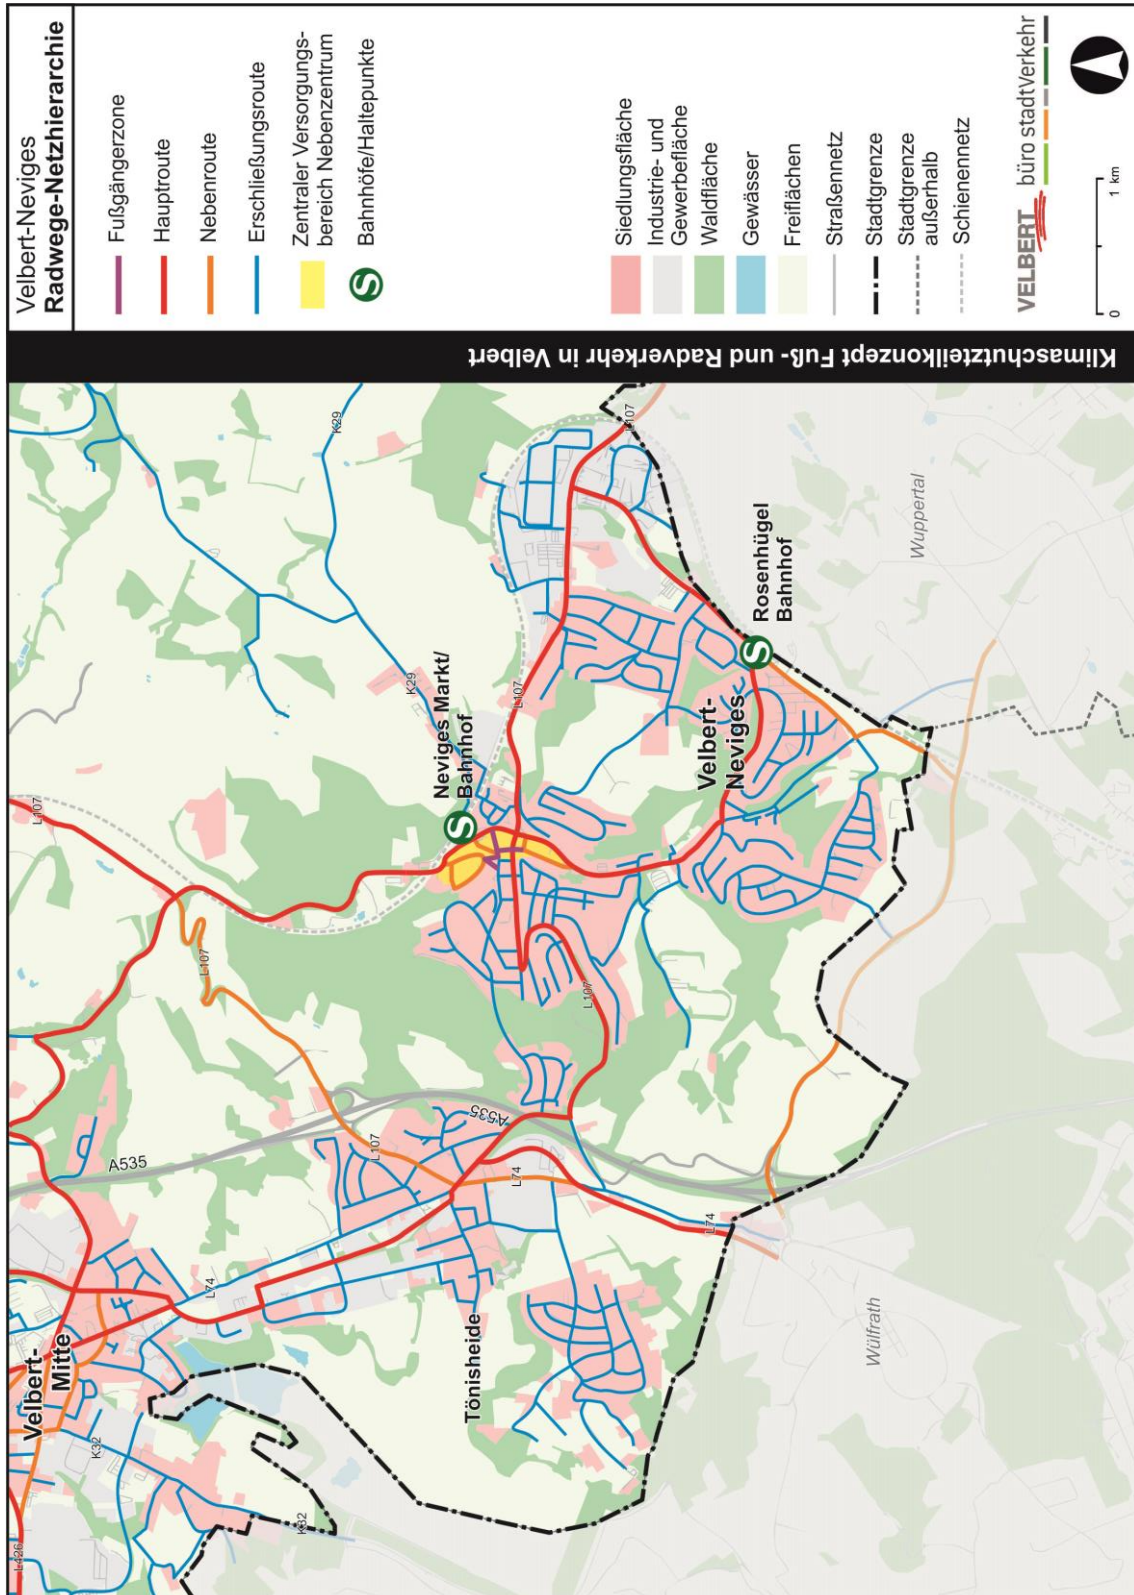 Velbert-Neviges
Radwege-Netzhierarchie
Fußgängerzone
Hauptroute
Nebenroute
Erschließungsroute
Zentraler Versorgungs-
bereich Nebenzentrum
S
Bahnhöfe/Haltepunkte
Siedlungsfläche
Industrie- und
Gewerbefläche
Waldfläche
Gewässer
Freiflächen
Straßennetz
Stadtgrenze
Stadtgrenze
außerhalb
Schienennetz
VELBERT
büro stadtVerkehr
0
1 km
Klimaschutzteilkonzept Fuß- und Radverkehr in Velbert
Velbert-
Mitte
Tönisheide
Neviges Markt/
Bahnhof
S
Velbert-
Neviges
Rosenhügel
Bahnhof
S
Wuppertal
Wülfrath
L426
K32
K32
L74
A535
L107
L107
L107
A535
L74
L74
L107
L107
K29
K29
L107